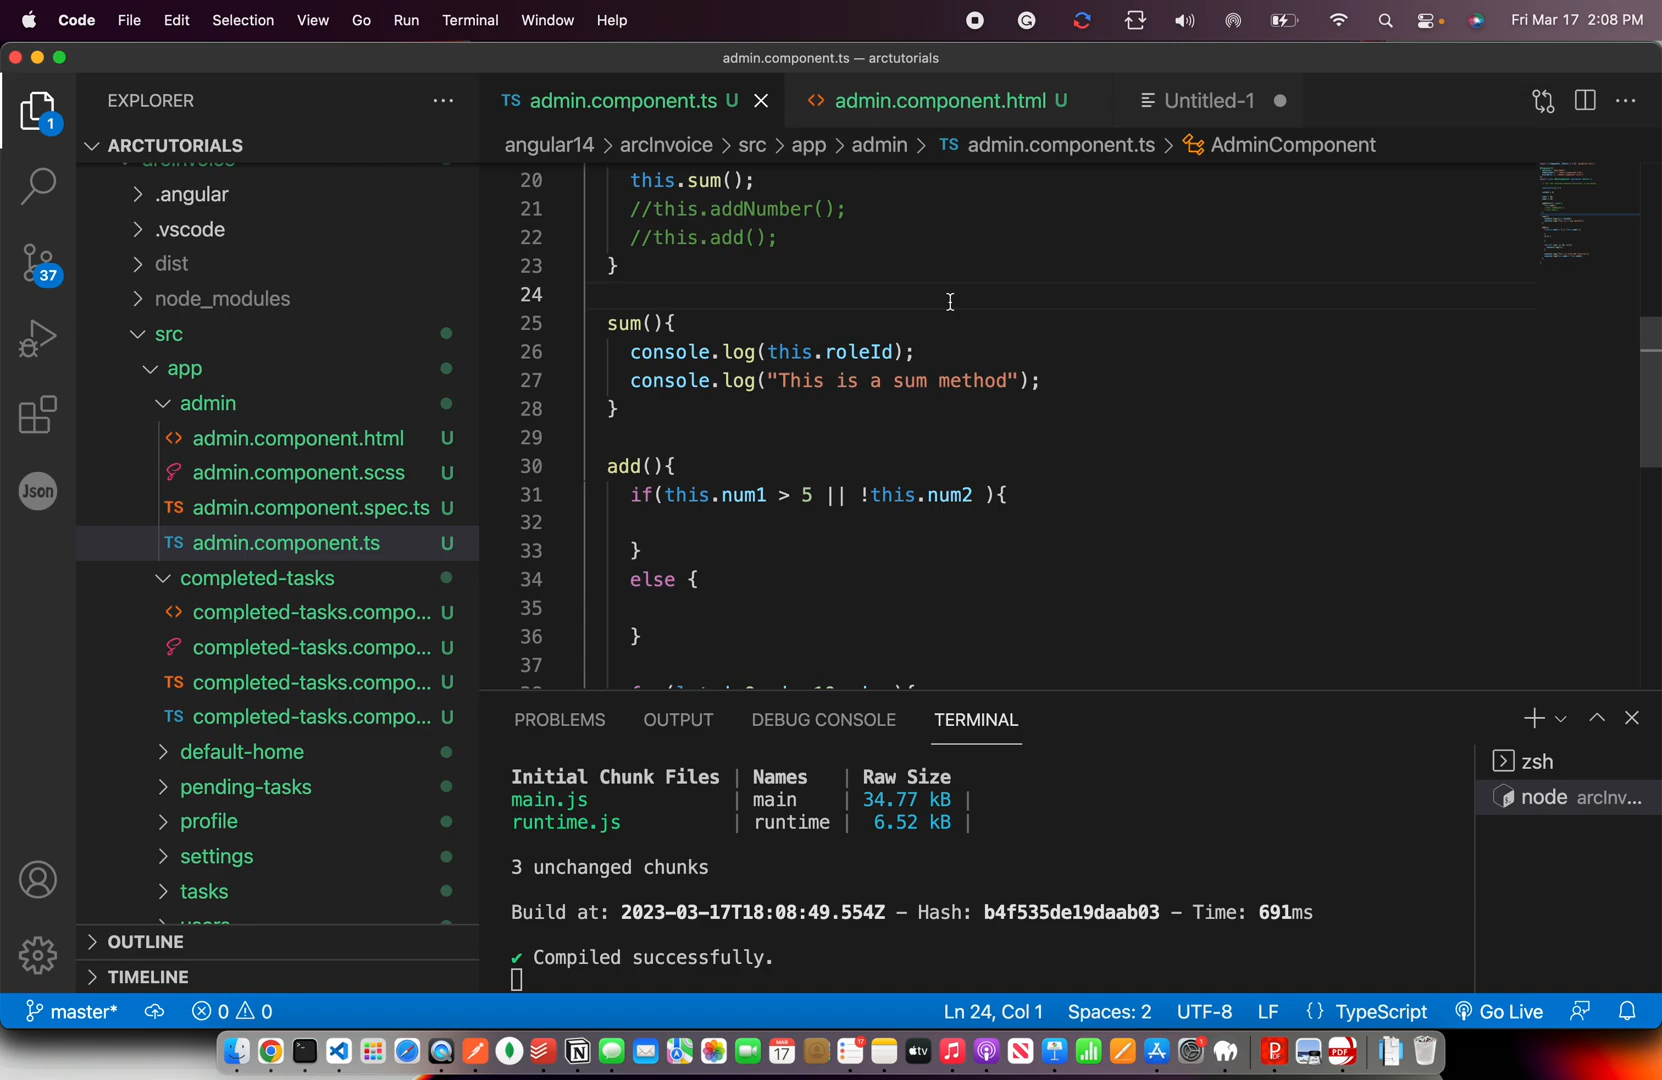 Code File Edit Selection View Go Run Terminal Window Help Fri Mar 17 2:08 PM
admin.component.ts — arctutorials
EXPLORER
TS admin.component.ts U
<> admin.component.html U
Untitled-1
1
ARCTUTORIALS
angular14 > arcInvoice > src > app > admin > TS admin.component.ts > AdminComponent
arcInvoice
.angular
.vscode
dist
node_modules
src
app
admin
<> admin.component.html U
admin.component.scss U
TS admin.component.spec.ts U
TS admin.component.ts U
completed-tasks
<> completed-tasks.compo... U
completed-tasks.compo... U
TS completed-tasks.compo... U
TS completed-tasks.compo... U
default-home
pending-tasks
profile
settings
tasks
users
OUTLINE
TIMELINE
37
Json
20 this.sum();
21 //this.addNumber();
22 //this.add();
23 }
24
25 sum(){
26 console.log(this.roleId);
27 console.log("This is a sum method");
28 }
29
30 add(){
31 if(this.num1 > 5 || !this.num2 ){
32
33 }
34 else {
35
36 }
37
PROBLEMS OUTPUT DEBUG CONSOLE TERMINAL
Initial Chunk Files | Names | Raw Size
main.js | main | 34.77 kB |
runtime.js | runtime | 6.52 kB |
3 unchanged chunks
Build at: 2023-03-17T18:08:49.554Z - Hash: b4f535de19daab03 - Time: 691ms
✔ Compiled successfully.
zsh
node arcInv...
master* 0 0 Ln 24, Col 1 Spaces: 2 UTF-8 LF {} TypeScript Go Live